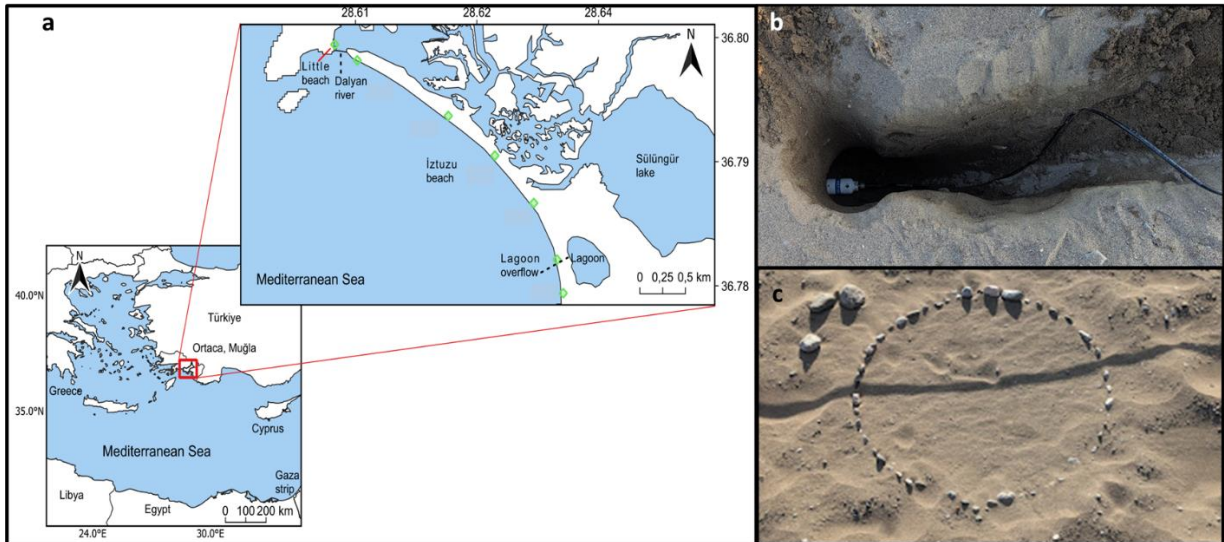 a
28.61
28.62
28.64
36.80
36.79
36.78
N
Little
beach
Dalyan
river
İztuzu
beach
Sülüngür
lake
Lagoon
overflow
Lagoon
Mediterranean Sea
0 0,25 0,5 km
N
40.0°N
35.0°N
Türkiye
Ortaca, Muğla
Greece
Cyprus
Mediterranean Sea
Gaza
strip
Libya
Egypt
0 100 200 km
24.0°E
30.0°E
b
c